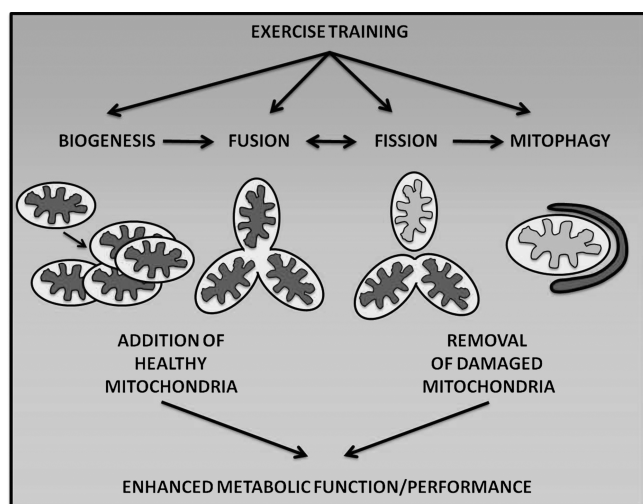 EXERCISE TRAINING
BIOGENESIS FUSION FISSION MITOPHAGY
ADDITION OF
HEALTHY
MITOCHONDRIA
REMOVAL
OF DAMAGED
MITOCHONDRIA
ENHANCED METABOLIC FUNCTION/PERFORMANCE